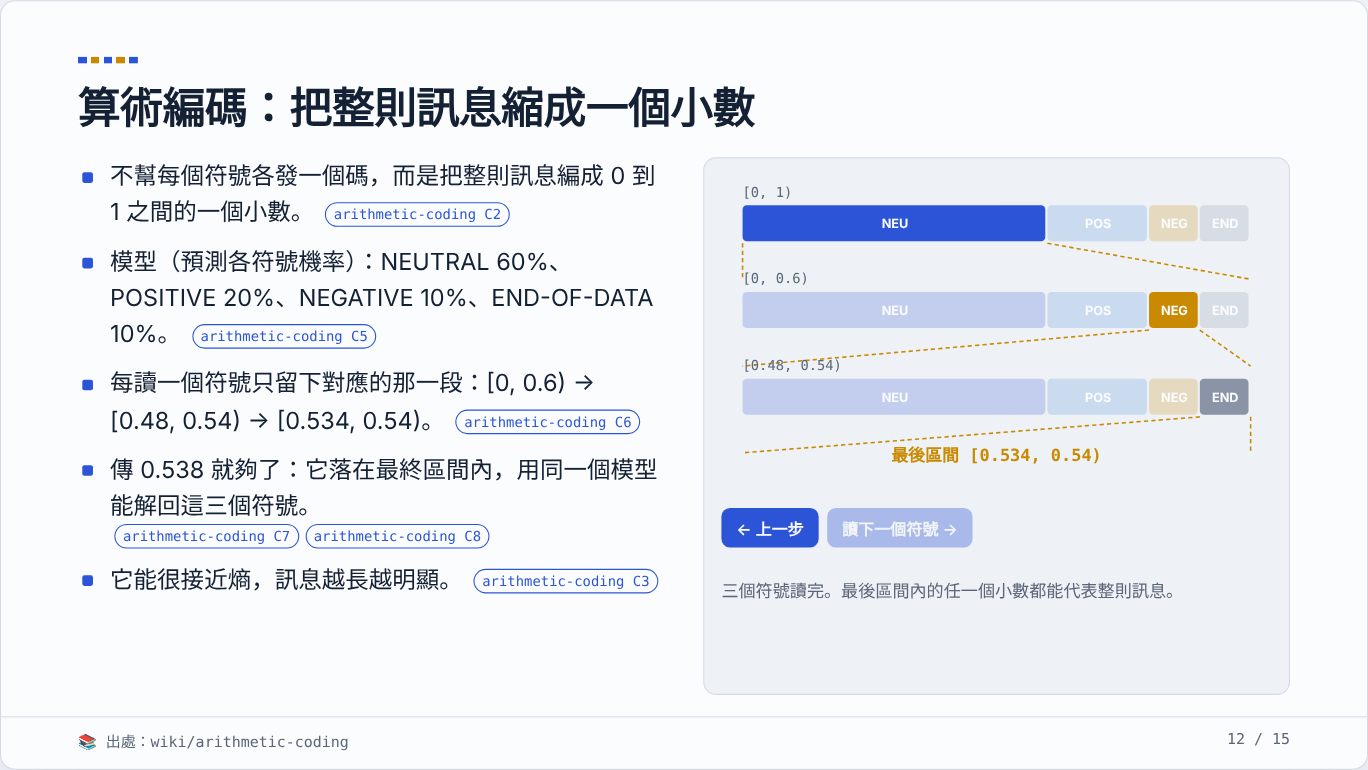 算術編碼：把整則訊息縮成一個小數
不幫每個符號各發一個碼，而是把整則訊息編成 0 到
1 之間的一個小數。 arithmetic-coding C2
模型（預測各符號機率）：NEUTRAL 60%、
POSITIVE 20%、NEGATIVE 10%、END-OF-DATA
10%。 arithmetic-coding C5
每讀一個符號只留下對應的那一段：[0, 0.6) →
[0.48, 0.54) → [0.534, 0.54)。 arithmetic-coding C6
傳 0.538 就夠了：它落在最終區間內，用同一個模型
能解回這三個符號。
arithmetic-coding C7 arithmetic-coding C8
它能很接近熵，訊息越長越明顯。 arithmetic-coding C3
[0, 1)
NEU POS NEG END
[0, 0.6)
NEU POS NEG END
[0.48, 0.54)
NEU POS NEG END
最後區間 [0.534, 0.54)
← 上一步 讀下一個符號 →
三個符號讀完。最後區間內的任一個小數都能代表整則訊息。
📚 出處：wiki/arithmetic-coding
12 / 15